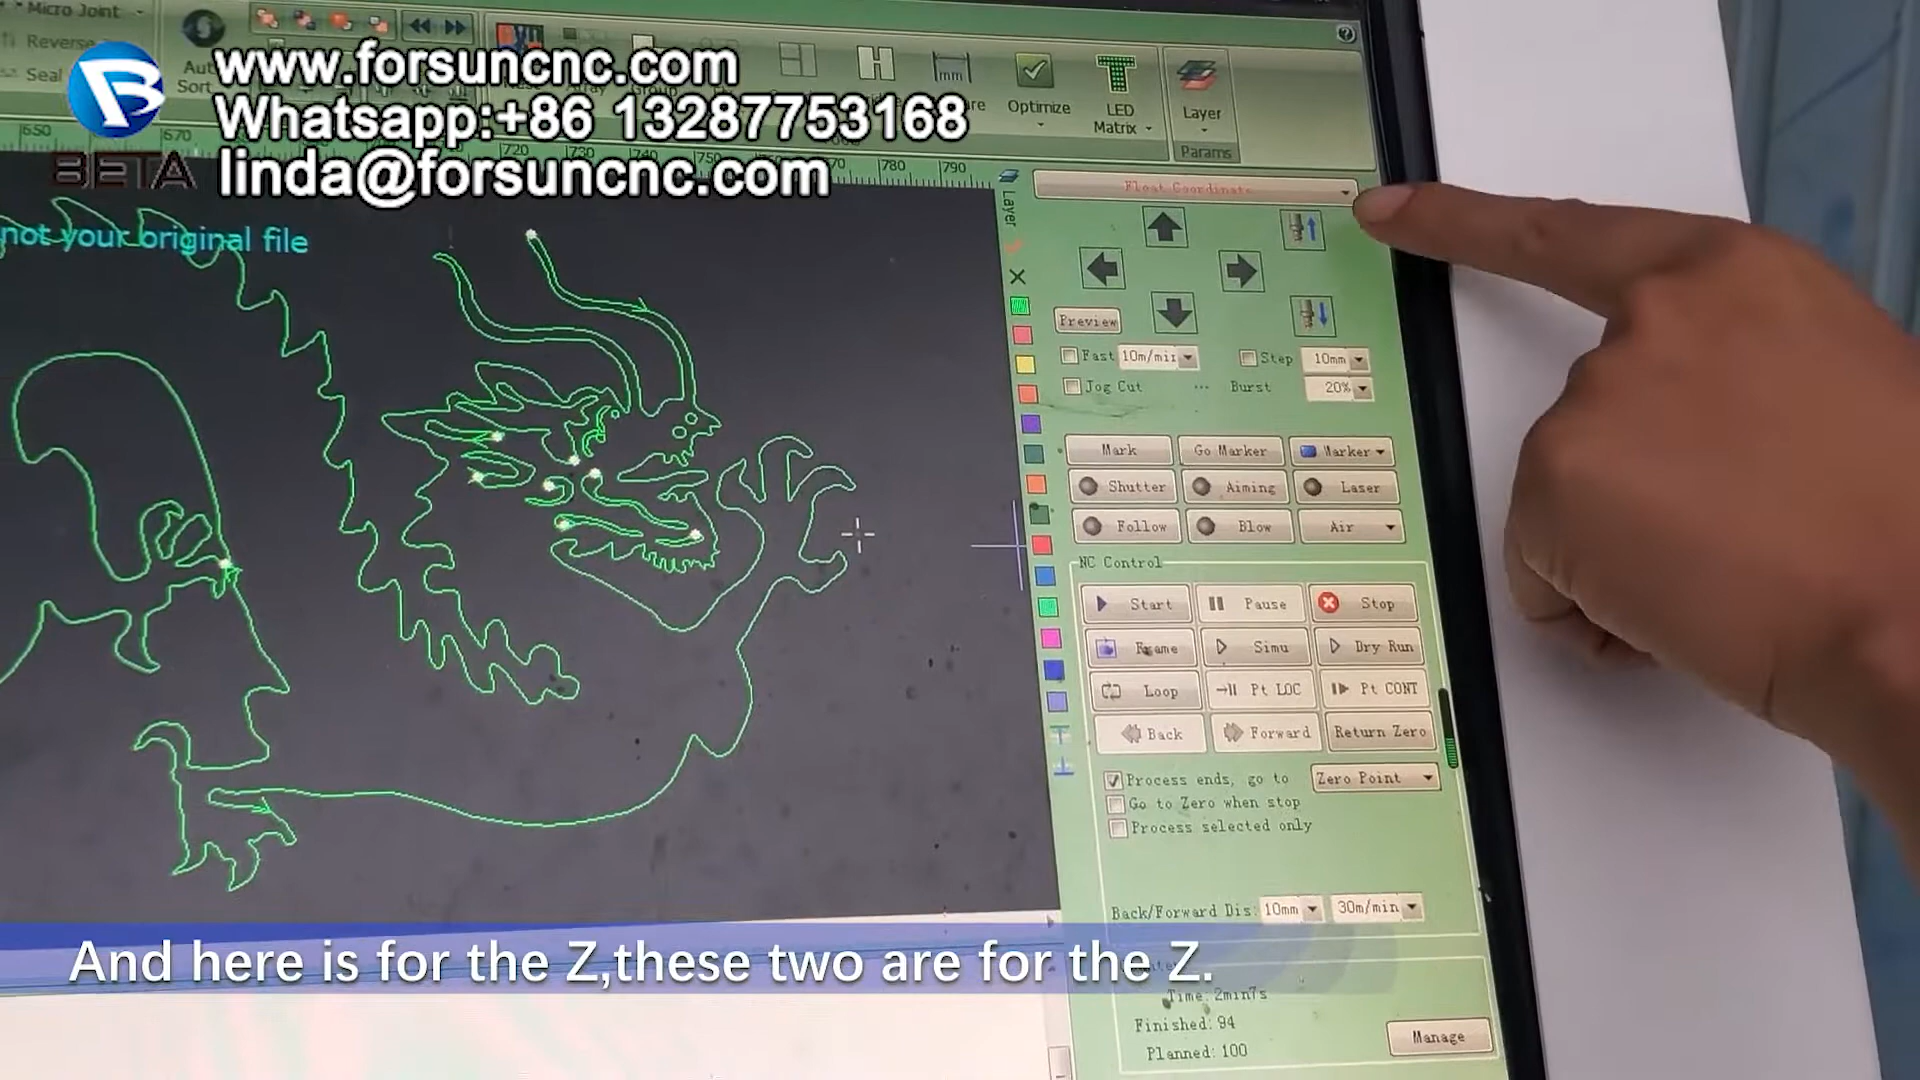 Micro Joint
Reverse
Seal
Sort
Optimize
LED
Matrix
Layer
Params
www.forsuncnc.com
Whatsapp:+86 13287753168
linda@forsuncnc.com
BETA
650
670
720
730
740
750
780
790
not your original file
Layer
Float Coordinate
Preview
Fast 10m/min
Step 10mm
Jog Cut ... Burst 20%
Mark Go Marker Marker
Shutter Aiming Laser
Follow Blow Air
NC Control
Start Pause Stop
Frame Simu Dry Run
Loop Pt LOC Pt CONT
Back Forward Return Zero
Process ends, go to Zero Point
Go to Zero when stop
Process selected only
Back/Forward Dis: 10mm 30m/min
And here is for the Z,these two are for the Z.
Time: 2min7s
Finished: 94
Planned: 100
Manage